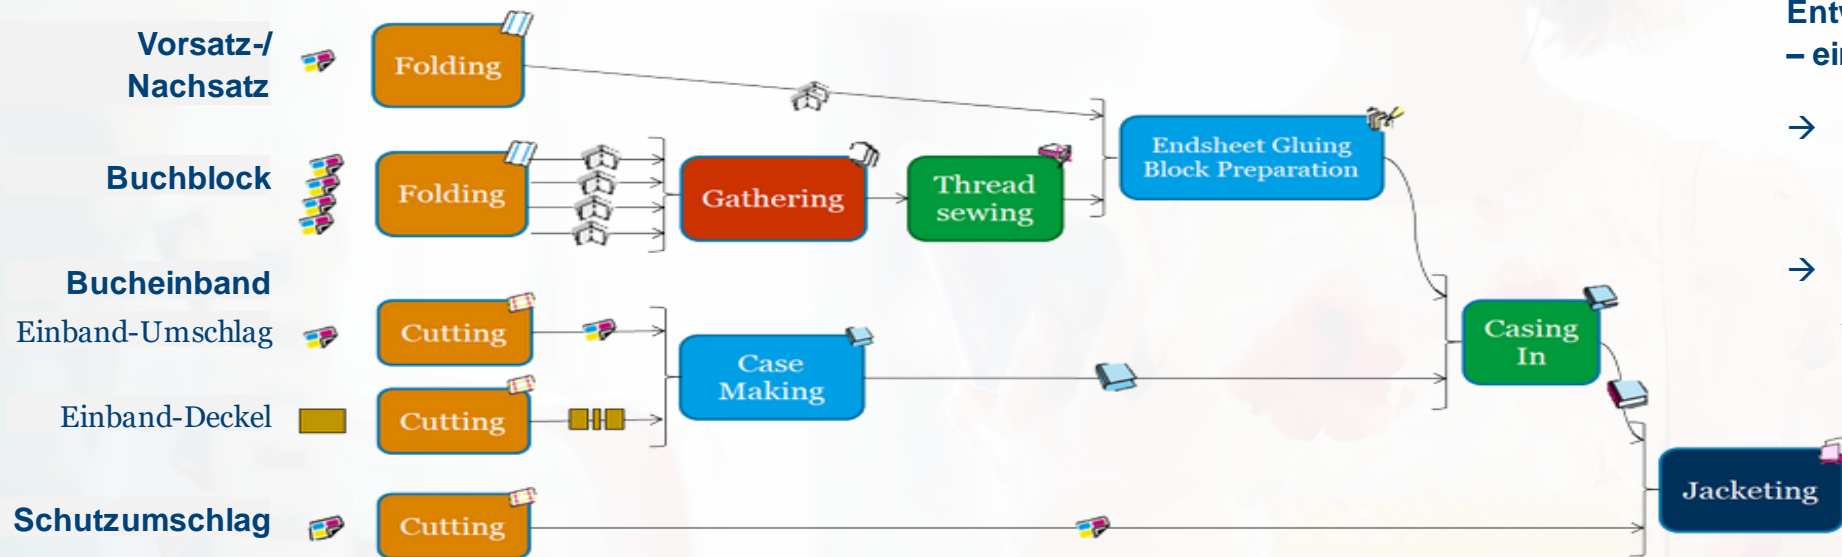 Vorsatz-/
Nachsatz
Folding
Endsheet Gluing
Block Preparation
Buchblock
Folding
Gathering
Thread
sewing
Bucheinband
Einband-Umschlag
Cutting
Case
Making
Casing
In
Einband-Deckel
Cutting
Schutzumschlag
Cutting
Jacketing
– 
→
→